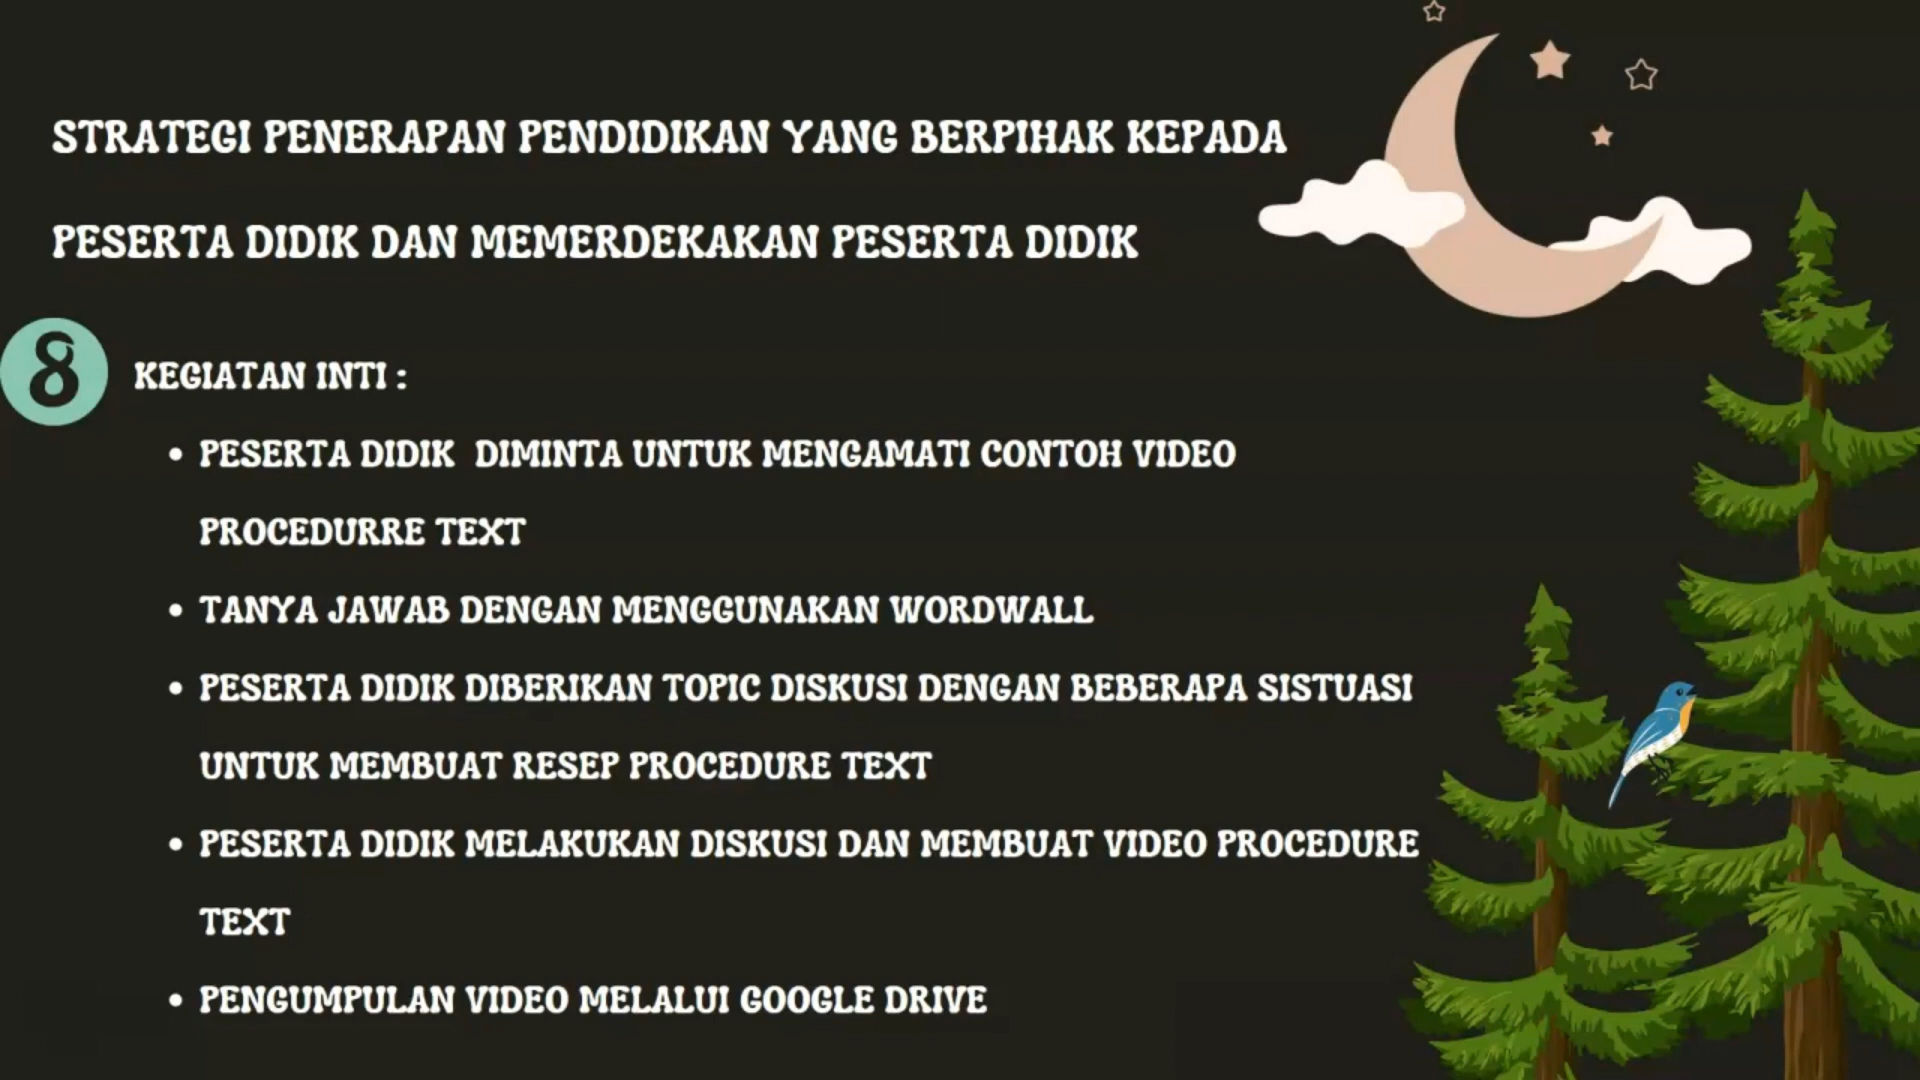 STRATEGI PENERAPAN PENDIDIKAN YANG BERPIHAK KEPADA
PESERTA DIDIK DAN MEMERDEKAKAN PESERTA DIDIK
8
KEGIATAN INTI :
• PESERTA DIDIK DIMINTA UNTUK MENGAMATI CONTOH VIDEO
PROCEDURRE TEXT
• TANYA JAWAB DENGAN MENGGUNAKAN WORDWALL
• PESERTA DIDIK DIBERIKAN TOPIC DISKUSI DENGAN BEBERAPA SISTUASI
UNTUK MEMBUAT RESEP PROCEDURE TEXT
• PESERTA DIDIK MELAKUKAN DISKUSI DAN MEMBUAT VIDEO PROCEDURE
TEXT
• PENGUMPULAN VIDEO MELALUI GOOGLE DRIVE